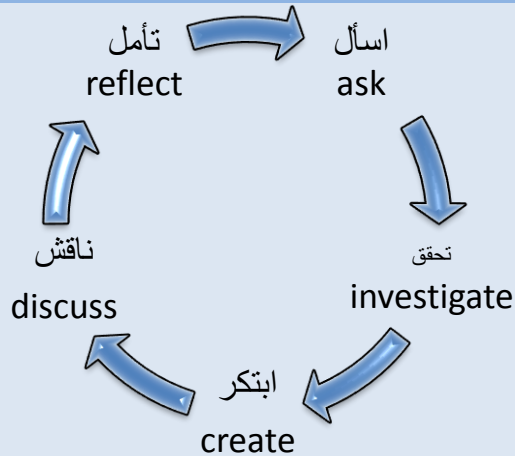 تأمل
reflect
اسأل
ask
تحقق
investigate
ابتكر
create
ناقش
discuss